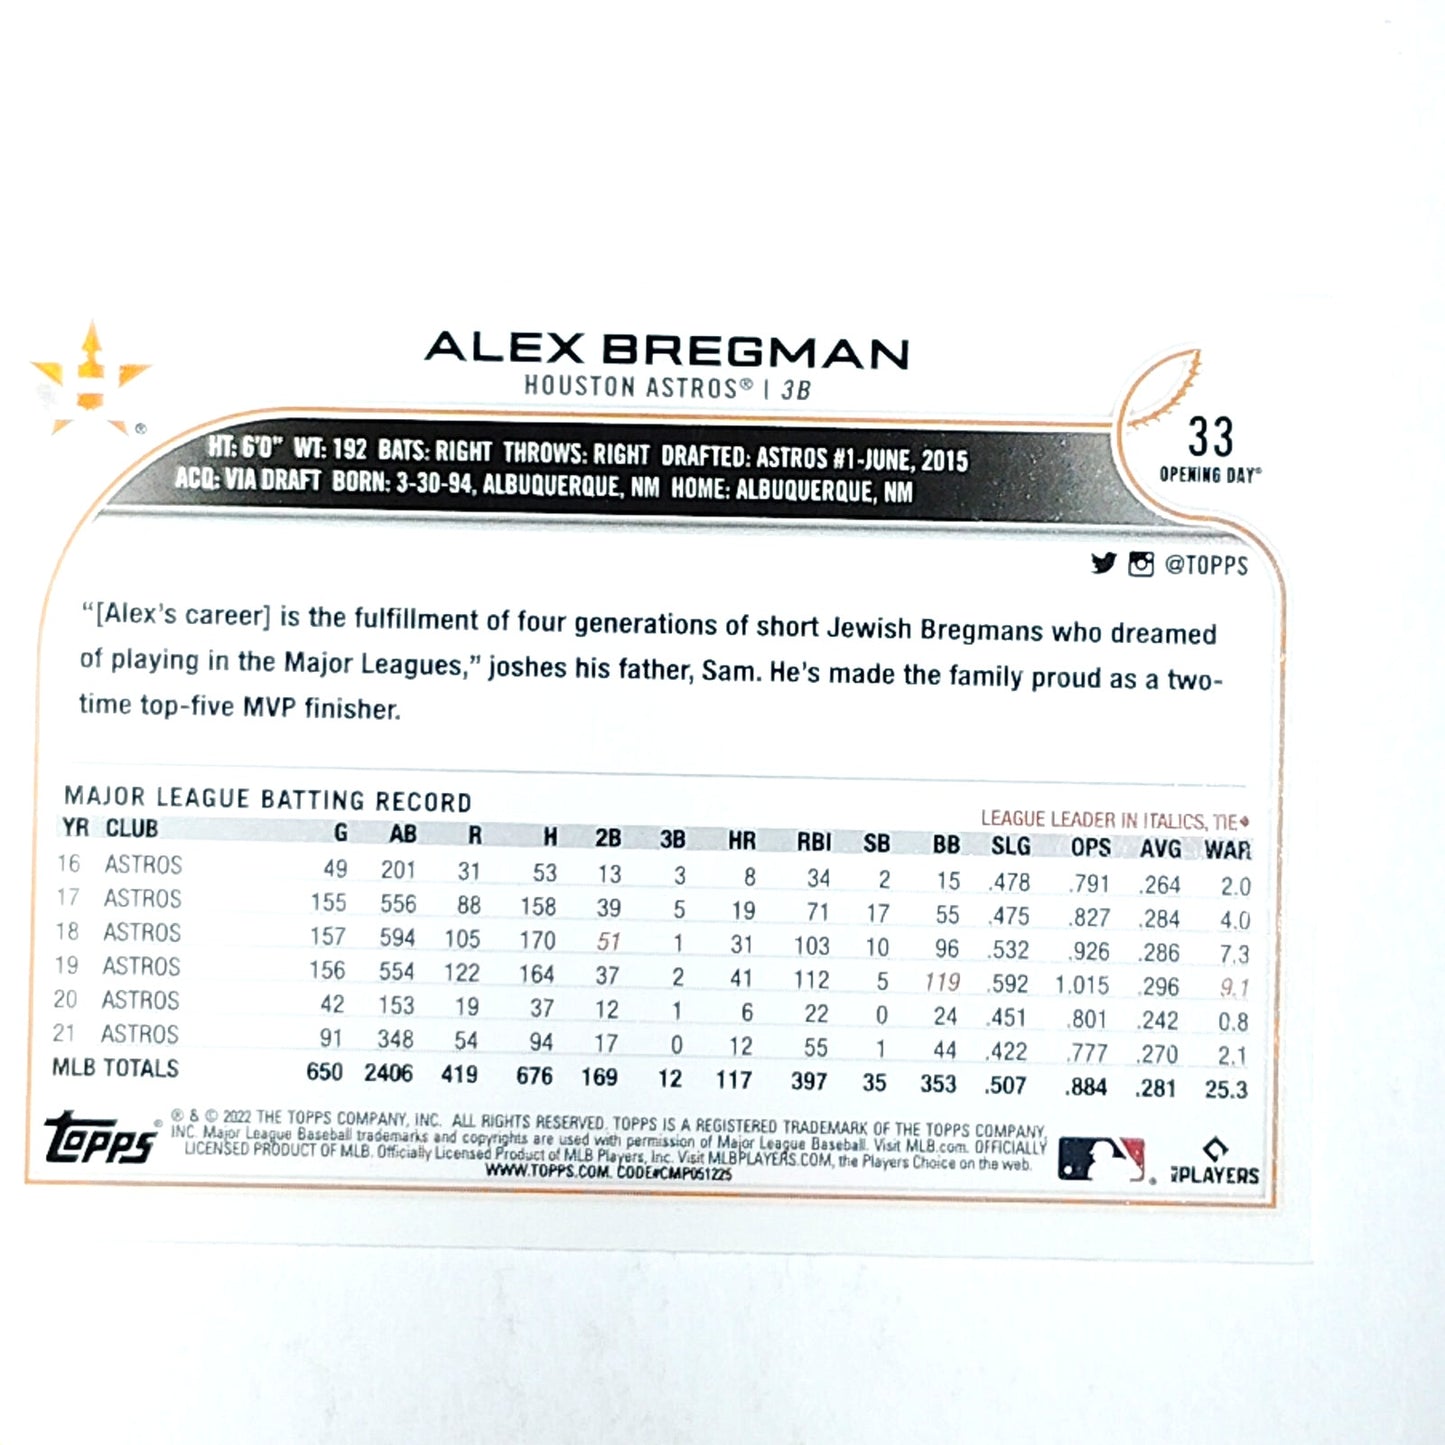 ALEX BREGMAN
HOUSTON ASTROS® | 3B
33
OPENING DAY®
HT: 6'0" WT: 192 BATS: RIGHT THROWS: RIGHT DRAFTED: ASTROS #1-JUNE, 2015
ACQ: VIA DRAFT BORN: 3-30-94, ALBUQUERQUE, NM HOME: ALBUQUERQUE, NM
@TOPPS
“[Alex's career] is the fulfillment of four generations of short Jewish Bregmans who dreamed
of playing in the Major Leagues,” joshes his father, Sam. He's made the family proud as a two-
time top-five MVP finisher.
MAJOR LEAGUE BATTING RECORD
LEAGUE LEADER IN ITALICS, TIE♦
YR CLUB G AB R H 2B 3B HR RBI SB BB SLG OPS AVG WAR
16 ASTROS 49 201 31 53 13 3 8 34 2 15 .478 .791 .264 2.0
17 ASTROS 155 556 88 158 39 5 19 71 17 55 .475 .827 .284 4.0
18 ASTROS 157 594 105 170 51 1 31 103 10 96 .532 .926 .286 7.3
19 ASTROS 156 554 122 164 37 2 41 112 5 119 .592 1.015 .296 9.1
20 ASTROS 42 153 19 37 12 1 6 22 0 24 .451 .801 .242 0.8
21 ASTROS 91 348 54 94 17 0 12 55 1 44 .422 .777 .270 2.1
MLB TOTALS 650 2406 419 676 169 12 117 397 35 353 .507 .884 .281 25.3
topps®
® & © 2022 THE TOPPS COMPANY, INC. ALL RIGHTS RESERVED. TOPPS IS A REGISTERED TRADEMARK OF THE TOPPS COMPANY,
INC. Major League Baseball trademarks and copyrights are used with permission of Major League Baseball. Visit MLB.com. OFFICIALLY
LICENSED PRODUCT OF MLB. Officially Licensed Product of MLB Players, Inc. Visit MLBPLAYERS.COM, the Players Choice on the web.
WWW.TOPPS.COM. CODE#CMP051225
PLAYERS